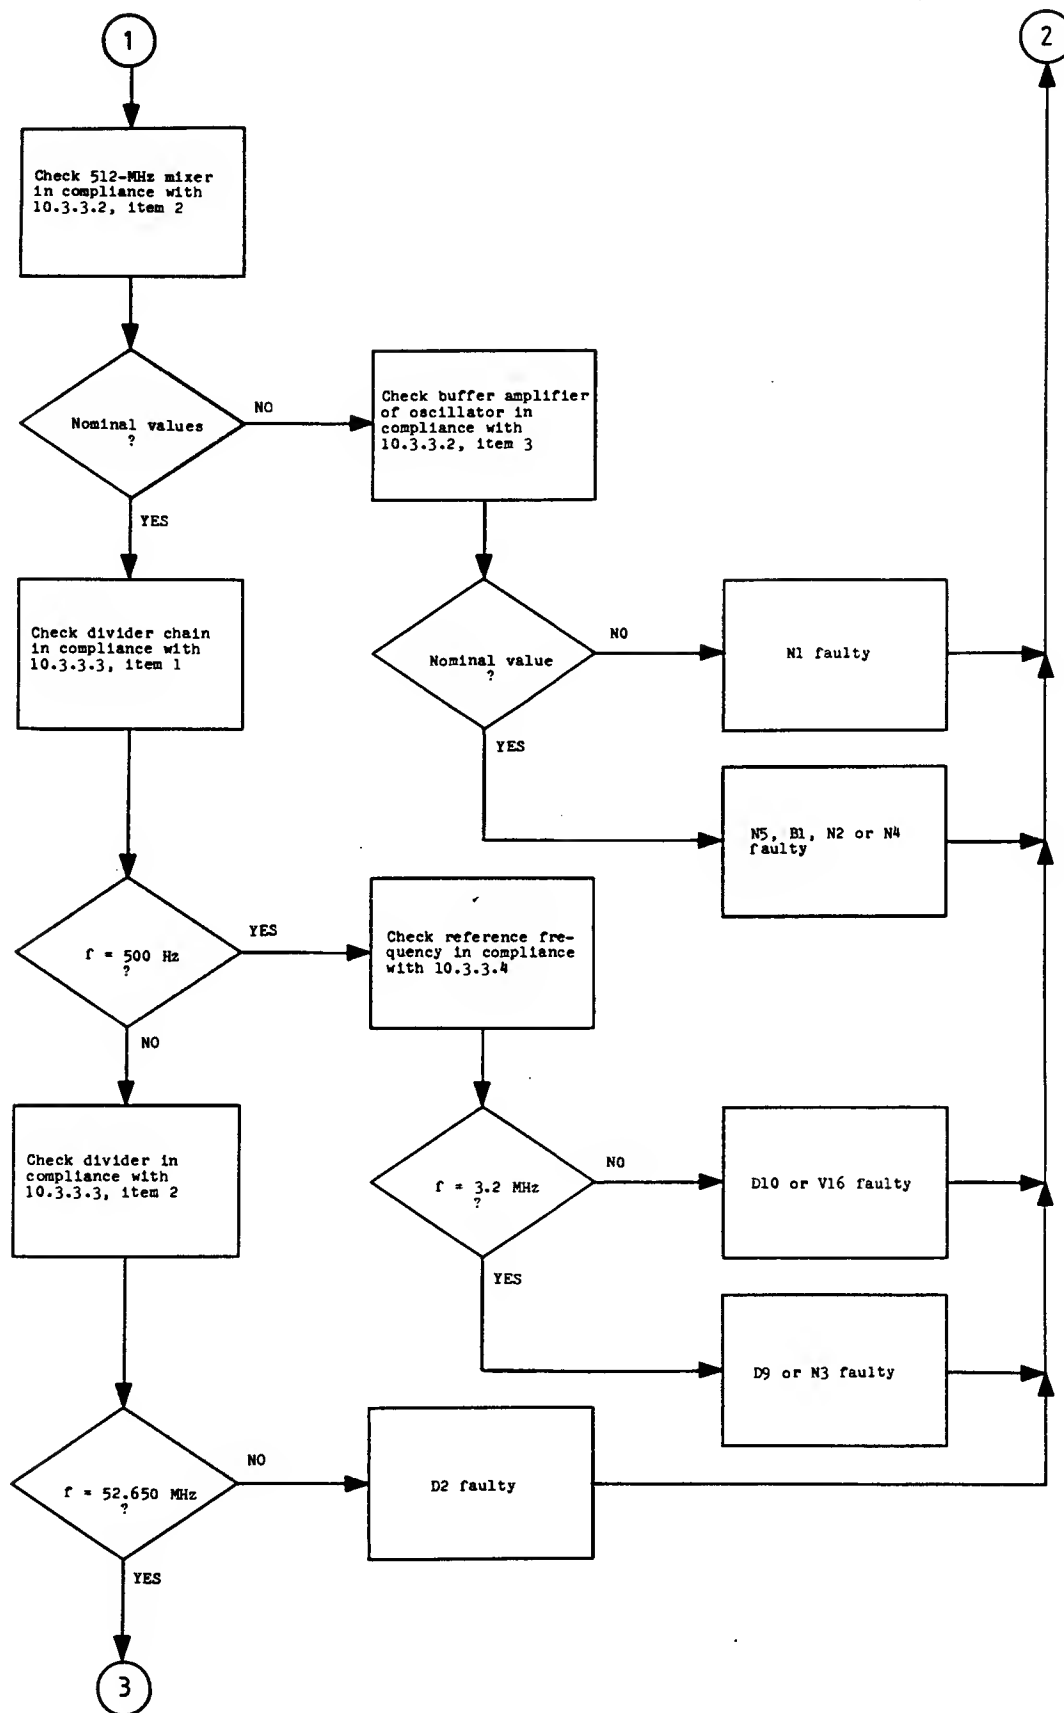 1
2
Check 512-MHz mixer
in compliance with
10.3.3.2, item 2
Nominal values
?
NO
YES
Check buffer amplifier
of oscillator in
compliance with
10.3.3.2, item 3
Check divider chain
in compliance with
10.3.3.3, item 1
Nominal value
?
NO
YES
N1 faulty
N5, B1, N2 or N4
faulty
f = 500 Hz
?
YES
NO
Check reference fre-
quency in compliance
with 10.3.3.4
Check divider in
compliance with
10.3.3.3, item 2
f = 3.2 MHz
?
NO
YES
D10 or V16 faulty
D9 or N3 faulty
f = 52.650 MHz
?
NO
YES
D2 faulty
3